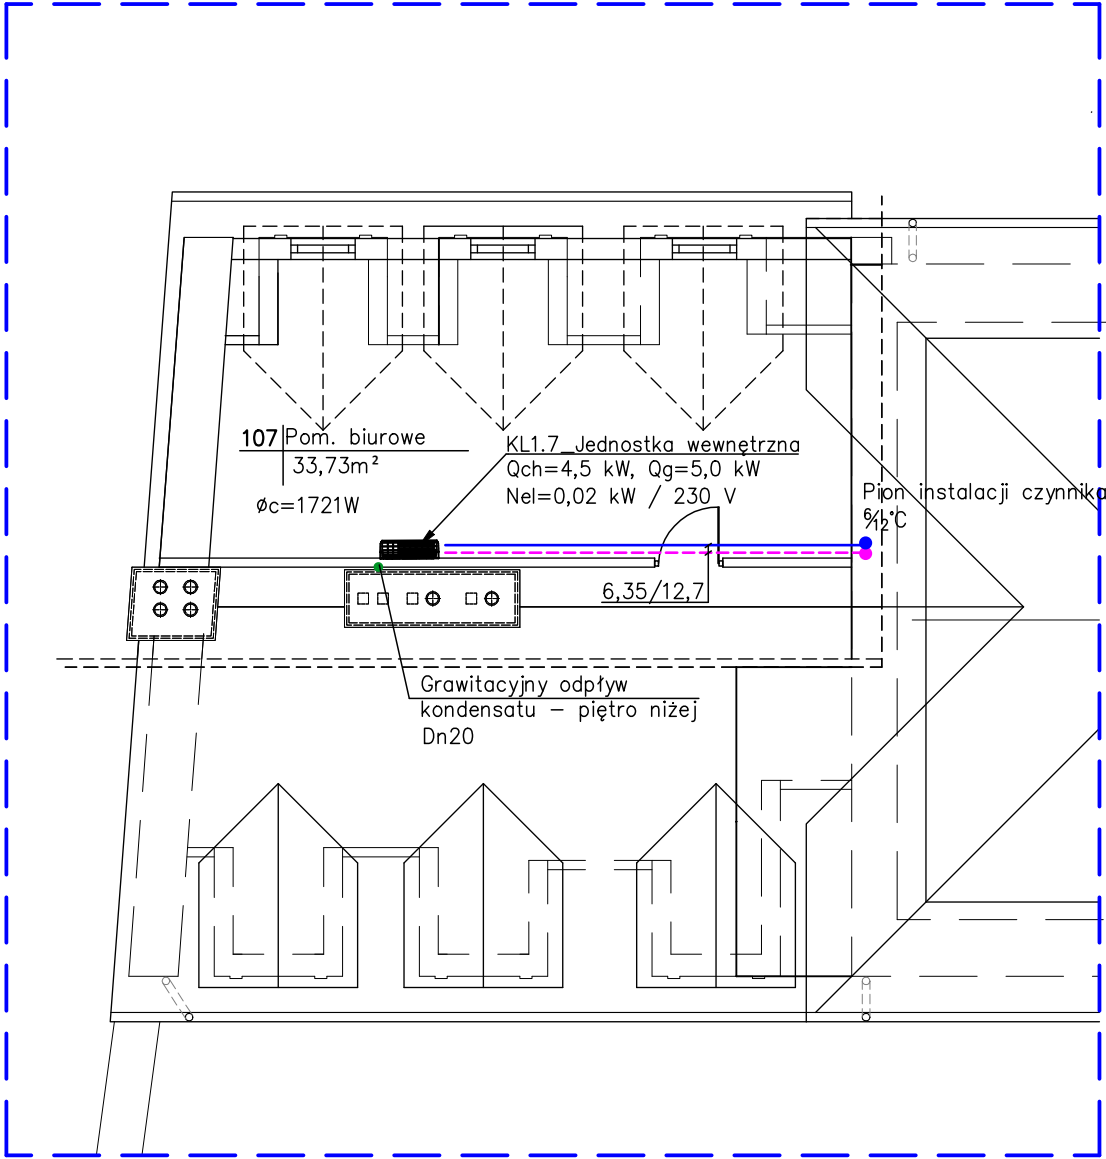 107 Pom. biurowe
33,73m²
øc=1721W
KL1.7_Jednostka wewnętrzna
Qch=4,5 kW, Qg=5,0 kW
Nel=0,02 kW / 230 V
Pion instalacji czynnika
6/12°C
6,35/12,7
Grawitacyjny odpływ
kondensatu – piętro niżej
Dn20